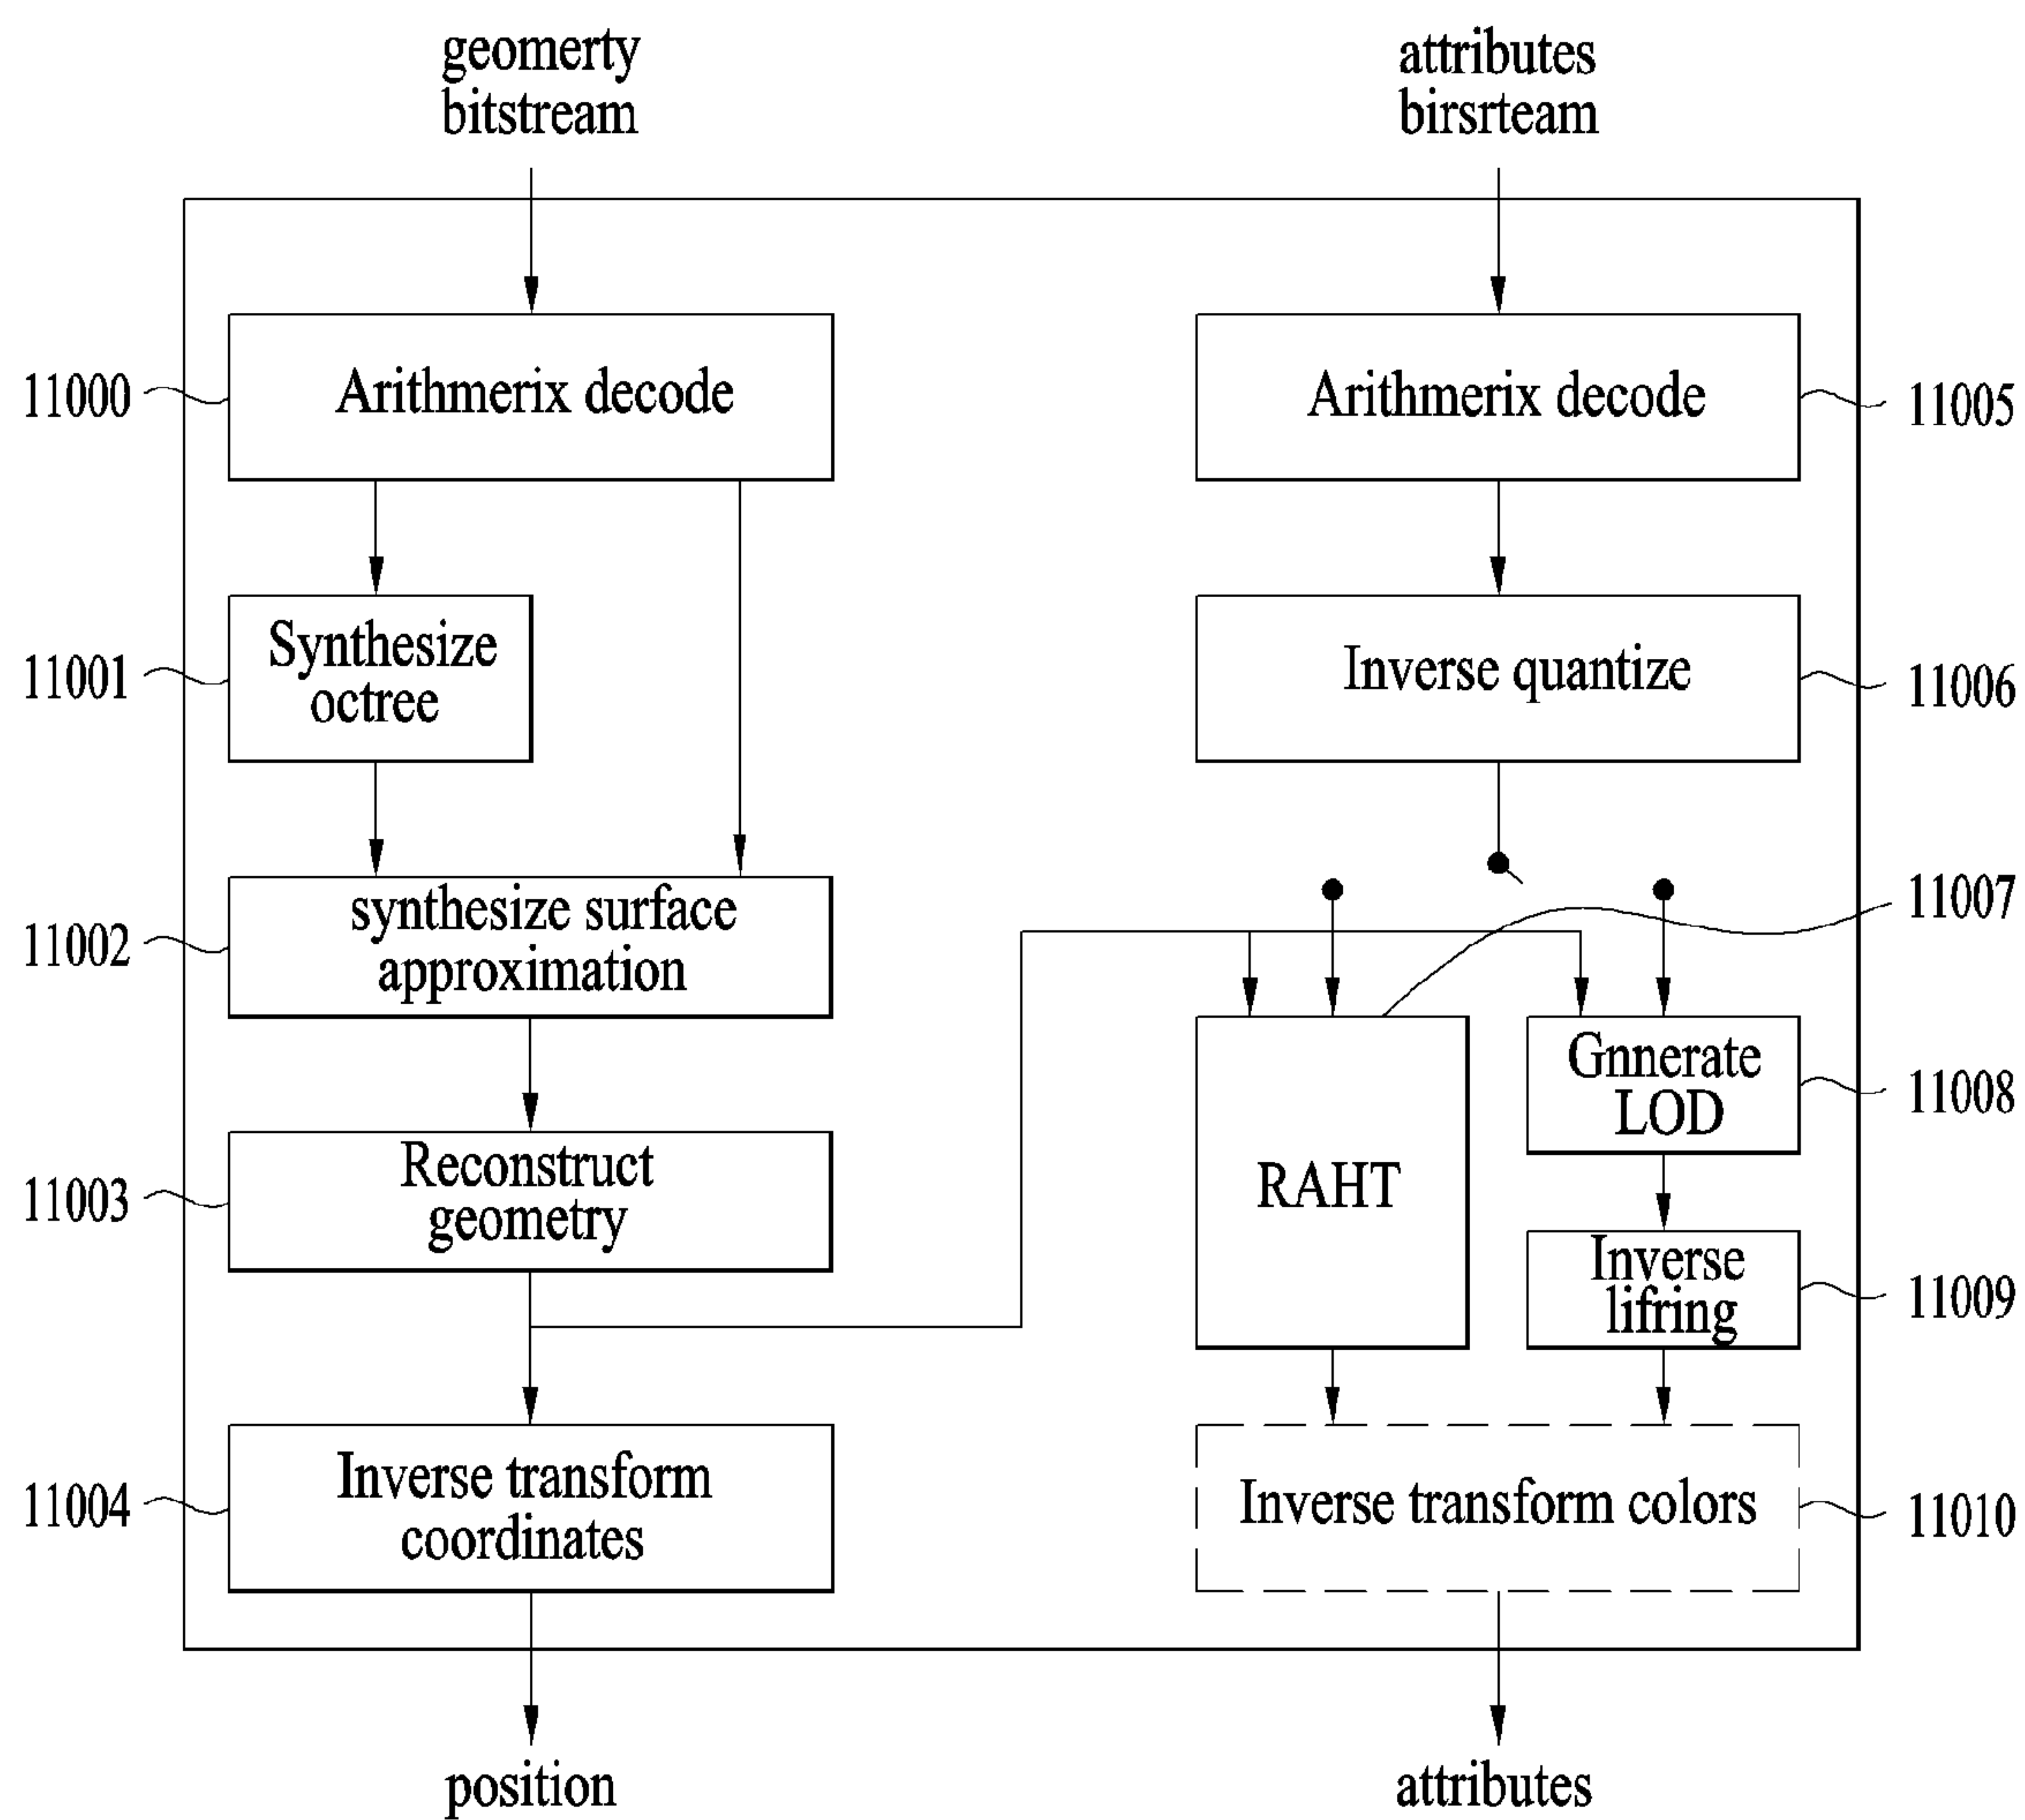 geomerty
bitstream
attributes
birsrteam
Arithmerix decode
11000
Arithmerix decode
11005
Synthesize
octree
11001
Inverse quantize
11006
synthesize surface
approximation
11002
11007
Reconstruct
geometry
11003
RAHT
Gnnerate
LOD
11008
Inverse
lifring
11009
Inverse transform
coordinates
11004
Inverse transform colors
11010
position
attributes